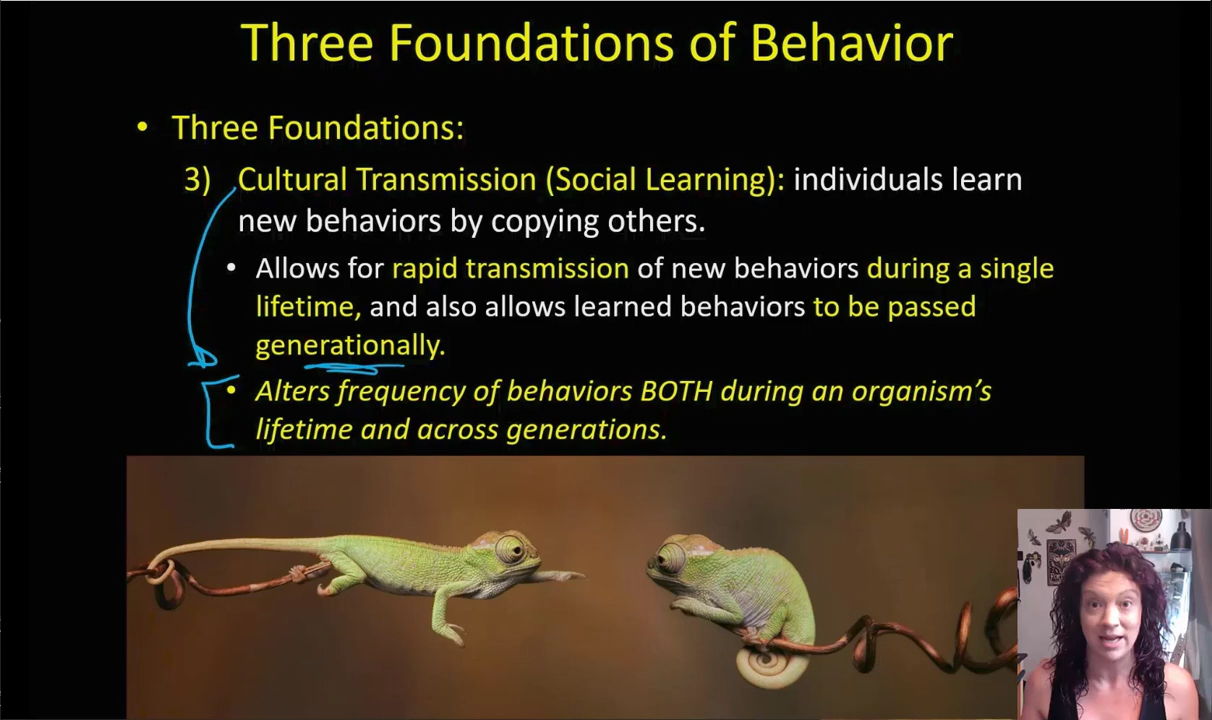 Three Foundations of Behavior
• Three Foundations:
3) Cultural Transmission (Social Learning): individuals learn
new behaviors by copying others.
• Allows for rapid transmission of new behaviors during a single
lifetime, and also allows learned behaviors to be passed
generationally.
• Alters frequency of behaviors BOTH during an organism's
lifetime and across generations.